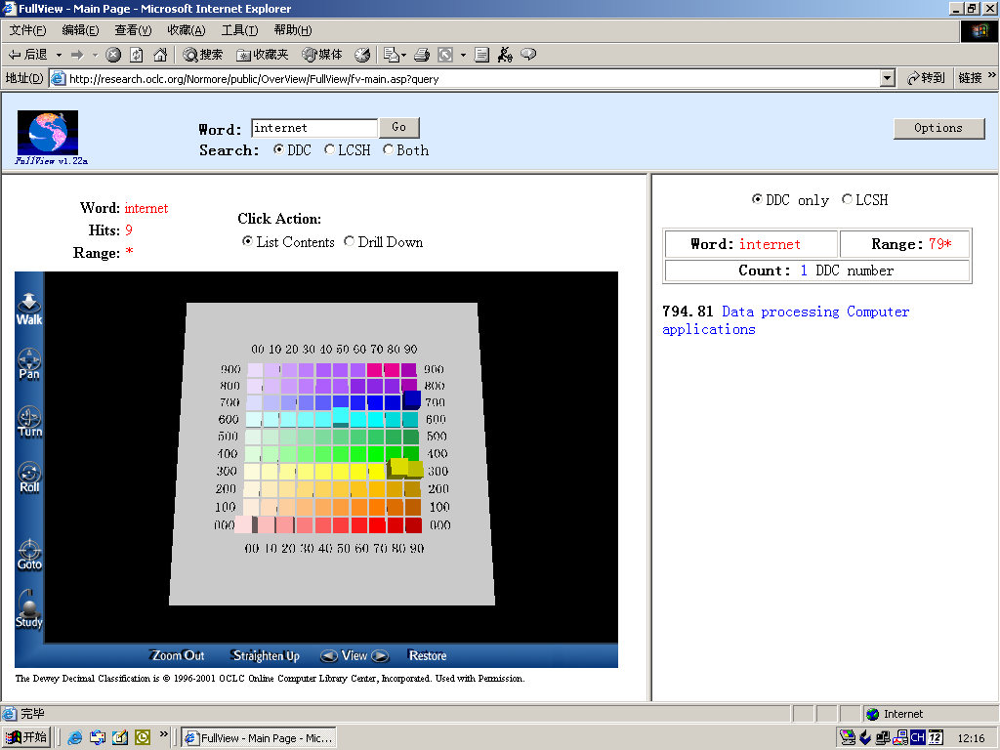 FullView - Main Page - Microsoft Internet Explorer
文件(F) 编辑(E) 查看(V) 收藏(A) 工具(T) 帮助(H)
后退 搜索 收藏夹 媒体
地址(D) http://research.oclc.org/Normore/public/OverView/FullView/fv-main.asp?query 转到 链接 »
Word: internet Go
Options
Search: DDC LCSH Both
FullView v1.22a
Word: internet
Hits: 9
Range: *
Click Action:
List Contents Drill Down
00 10 20 30 40 50 60 70 80 90
900 900
800 800
700 700
600 600
500 500
400 400
300 300
200 200
100 100
000 000
00 10 20 30 40 50 60 70 80 90
Walk
Pan
Turn
Roll
Goto
Study
Zoom Out Straighten Up View Restore
The Dewey Decimal Classification is © 1996-2001 OCLC Online Computer Library Center, Incorporated. Used with Permission.
DDC only LCSH
Word: internet Range: 79*
Count: 1 DDC number
794.81 Data processing Computer
applications
完毕 Internet
开始 » FullView - Main Page - Mic... CH 12 12:16